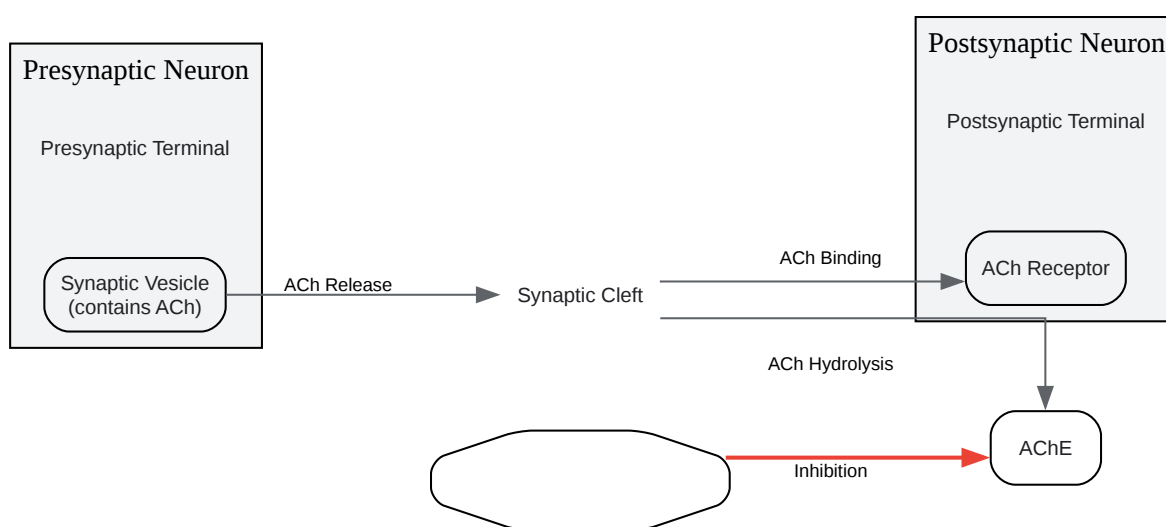 Presynaptic Neuron
Presynaptic Terminal
Synaptic Vesicle
(contains ACh)
ACh Release
Synaptic Cleft
ACh Binding
ACh Hydrolysis
Postsynaptic Neuron
Postsynaptic Terminal
ACh Receptor
AChE
Inhibition